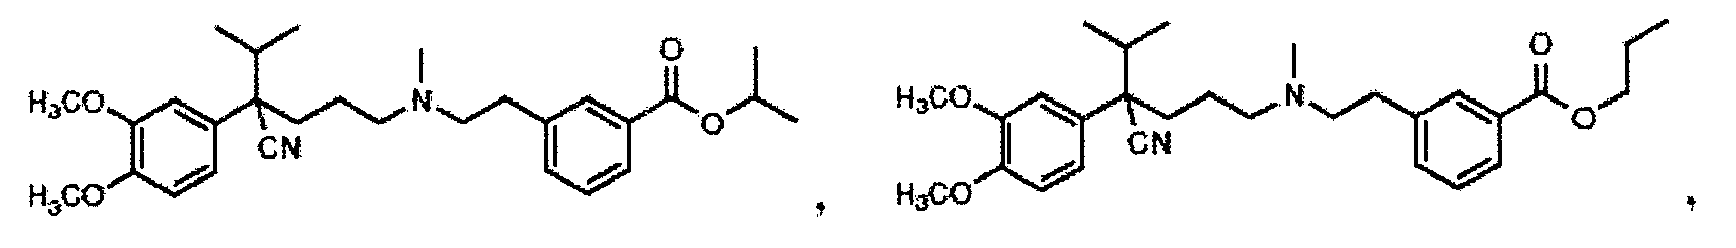 O O
H₃CO N H₃CO N
O O
CN CN
H₃CO H₃CO
, ,